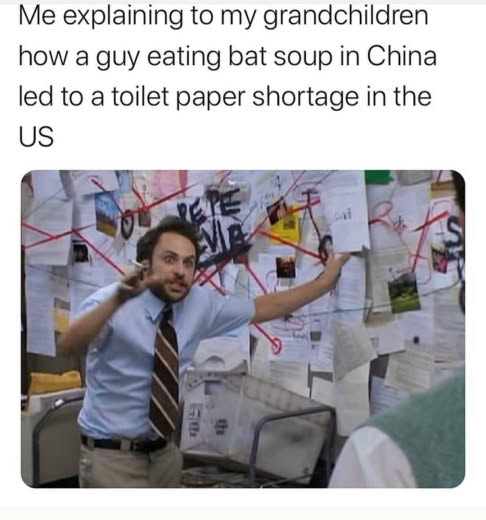 Me explaining to my grandchildren
how a guy eating bat soup in China
led to a toilet paper shortage in the
US
PEPE